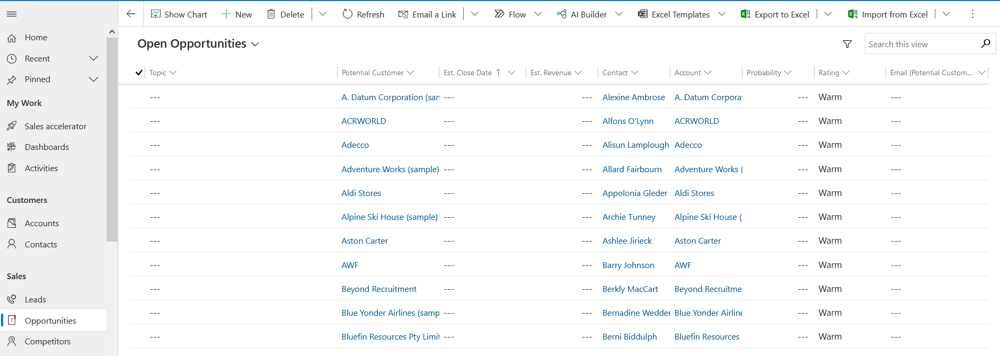 Show Chart New Delete Refresh Email a Link Flow AI Builder Excel Templates Export to Excel Import from Excel
Home
Recent
Pinned
My Work
Sales accelerator
Dashboards
Activities
Customers
Accounts
Contacts
Sales
Leads
Opportunities
Competitors
Open Opportunities
Search this view
Topic Potential Customer Est. Close Date Est. Revenue Contact Account Probability Rating Email (Potential Custom...
--- A. Datum Corporation (sam --- --- Alexine Ambrose A. Datum Corpora --- Warm ---
--- ACRWORLD --- --- Alfons O'Lynn ACRWORLD --- Warm ---
--- Adecco --- --- Alisun Lamplough Adecco --- Warm ---
--- Adventure Works (sample) --- --- Allard Fairbourn Adventure Works ( --- Warm ---
--- Aldi Stores --- --- Appolonia Gleder Aldi Stores --- Warm ---
--- Alpine Ski House (sample) --- --- Archie Tunney Alpine Ski House ( --- Warm ---
--- Aston Carter --- --- Ashlee Jirieck Aston Carter --- Warm ---
--- AWF --- --- Barry Johnson AWF --- Warm ---
--- Beyond Recruitment --- --- Berkly MacCart Beyond Recruitme --- Warm ---
--- Blue Yonder Airlines (samp --- --- Bernadine Wedder Blue Yonder Airline --- Warm ---
--- Bluefin Resources Pty Limit --- --- Berni Biddulph Bluefin Resources --- Warm ---